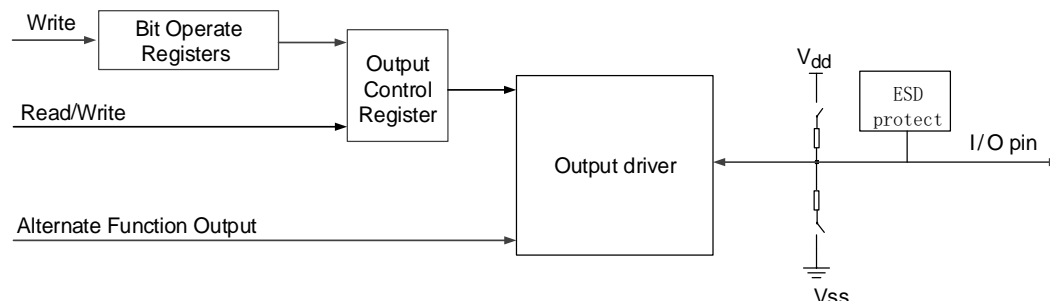 Write
Bit Operate
Registers
Output
Control
Register
Read/Write
Alternate Function Output
Output driver
Vdd
ESD
protect
I/O pin
Vss